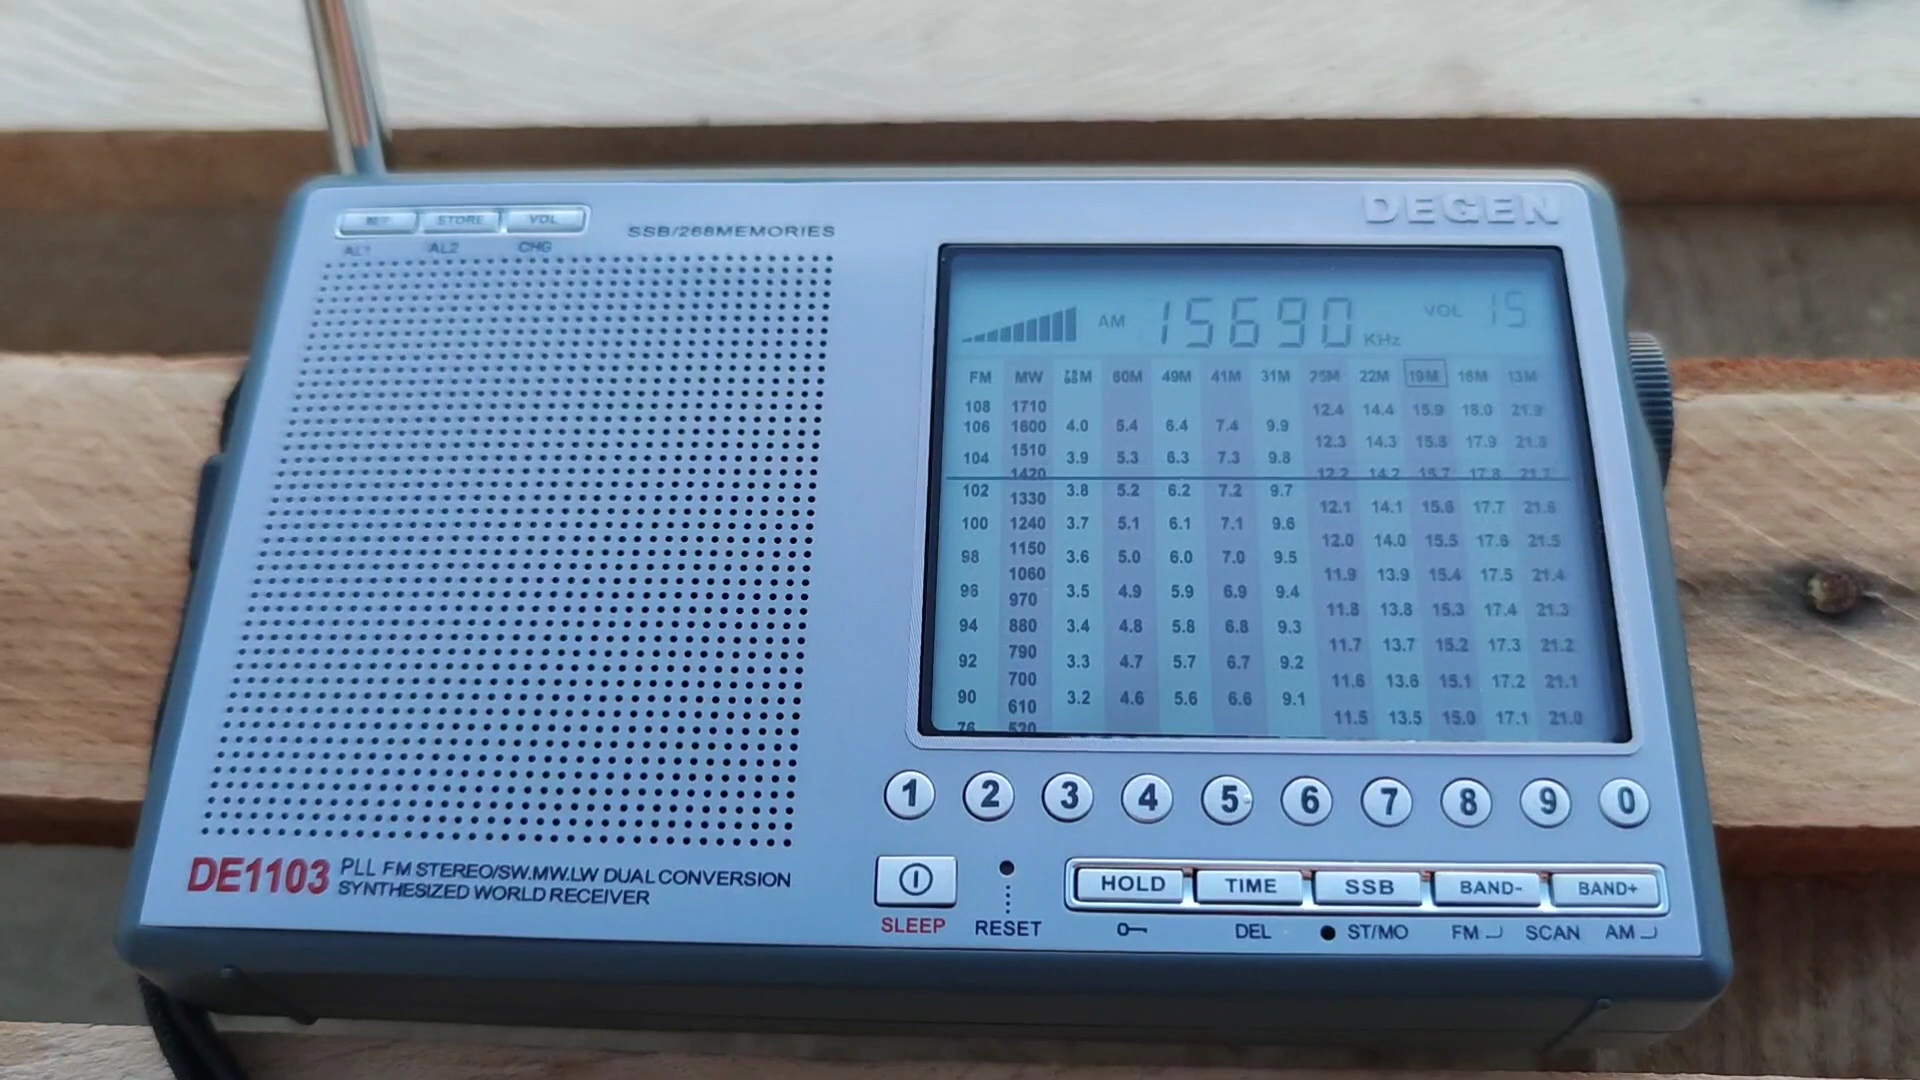 DEGEN
STORE VOL
SSB/268MEMORIES
AL1 AL2 CHG
AM 15690 KHz VOL 15
FM MW M 60M 49M 41M 31M 25M 22M 19M 16M 13M
108 1710 12.4 14.4 15.9 18.0 21.9
106 1600 4.0 5.4 6.4 7.4 9.9
1510 12.3 14.3 15.8 17.9 21.8
104 3.9 5.3 6.3 7.3 9.8
1420 12.2 14.2 15.7 17.8 21.7
102 1330 3.8 5.2 6.2 7.2 9.7
12.1 14.1 15.6 17.7 21.6
100 1240 3.7 5.1 6.1 7.1 9.6
1150 12.0 14.0 15.5 17.6 21.5
98 3.6 5.0 6.0 7.0 9.5
1060 11.9 13.9 15.4 17.5 21.4
96 970 3.5 4.9 5.9 6.9 9.4
11.8 13.8 15.3 17.4 21.3
94 880 3.4 4.8 5.8 6.8 9.3
790 11.7 13.7 15.2 17.3 21.2
92 3.3 4.7 5.7 6.7 9.2
700 11.6 13.6 15.1 17.2 21.1
90 610 3.2 4.6 5.6 6.6 9.1
11.5 13.5 15.0 17.1 21.0
76 520
1 2 3 4 5 6 7 8 9 0
DE1103 PLL FM STEREO/SW.MW.LW DUAL CONVERSION
SYNTHESIZED WORLD RECEIVER
HOLD TIME SSB BAND- BAND+
SLEEP RESET DEL ST/MO FM SCAN AM